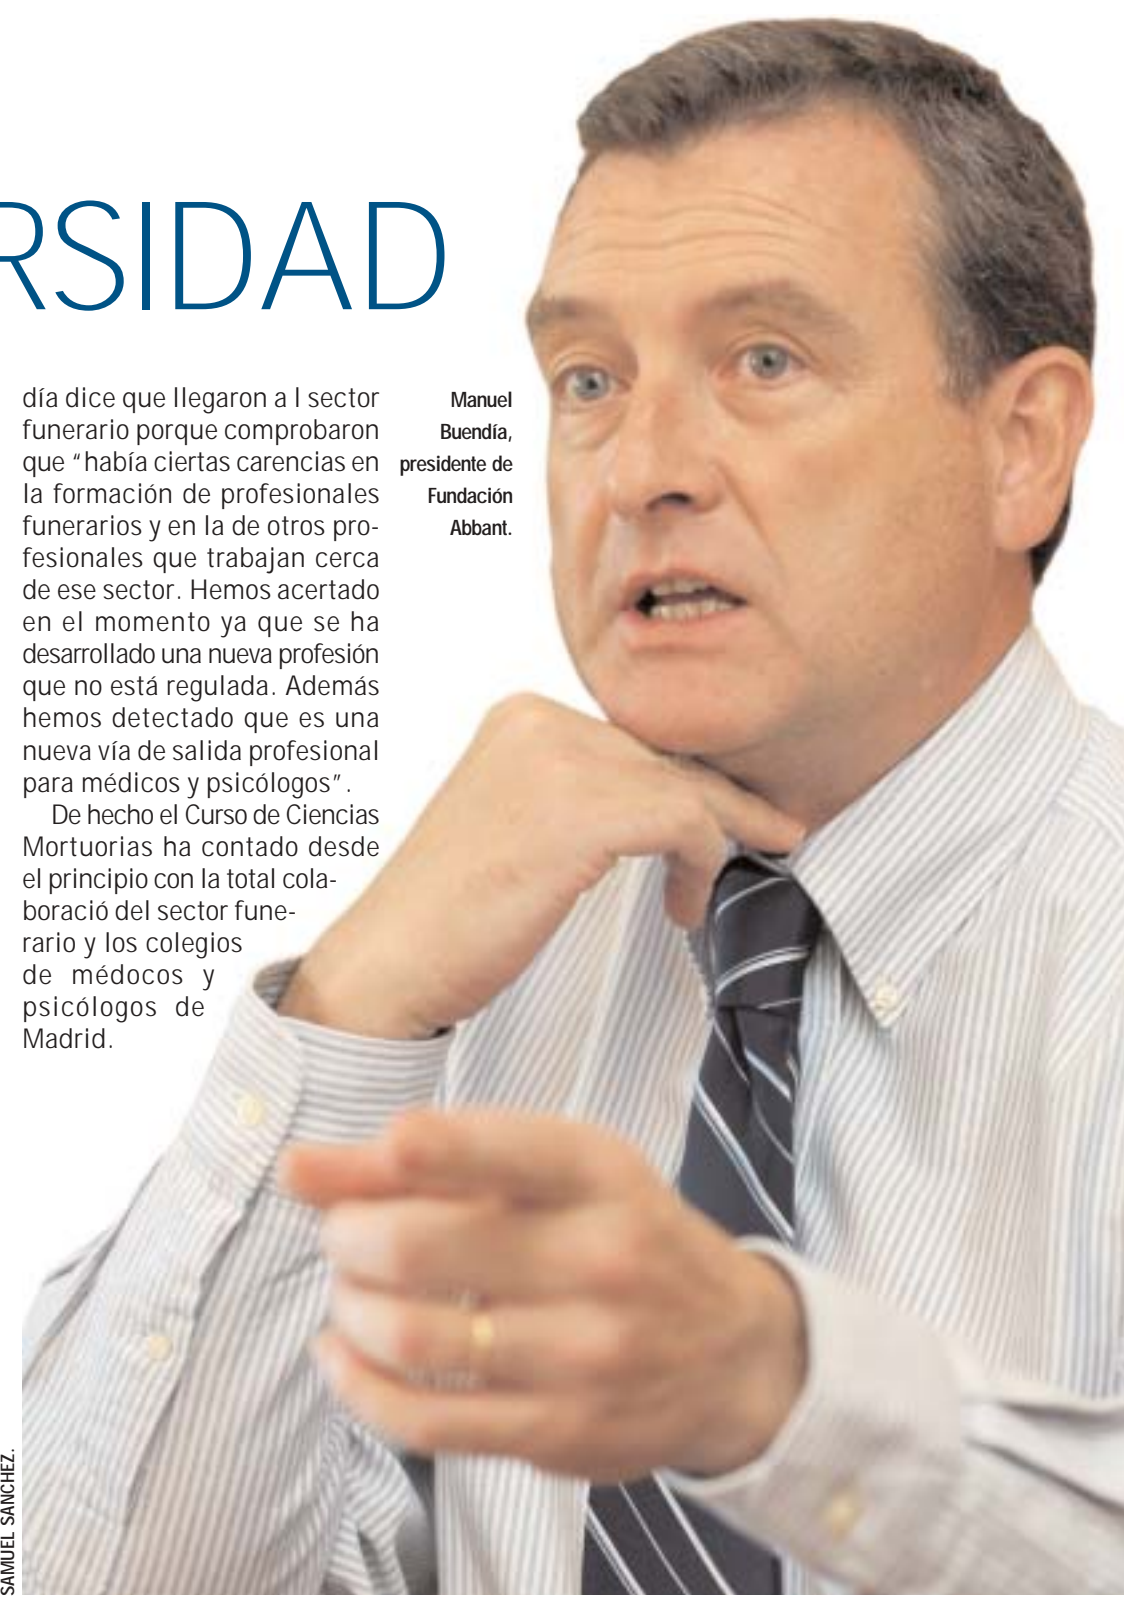 RSIDAD
día dice que llegaron a l sector
funerario porque comprobaron
que “había ciertas carencias en
la formación de profesionales
funerarios y en la de otros pro-
fesionales que trabajan cerca
de ese sector. Hemos acertado
en el momento ya que se ha
desarrollado una nueva profesión
que no está regulada. Además
hemos detectado que es una
nueva vía de salida profesional
para médicos y psicólogos”.
De hecho el Curso de Ciencias
Mortuorias ha contado desde
el principio con la total cola-
boració del sector fune-
rario y los colegios
de médocos y
psicólogos de
Madrid.
Manuel
Buendía,
presidente de
Fundación
Abbant.
SAMUEL SANCHEZ.